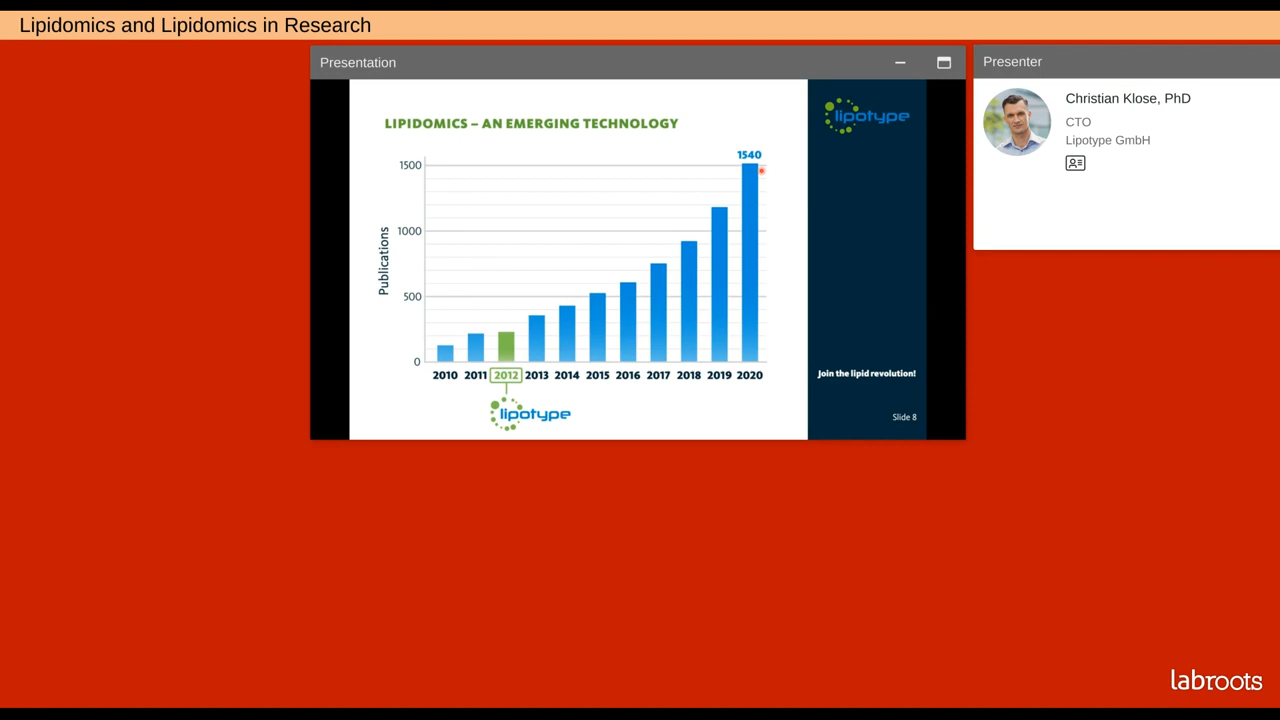 Lipidomics and Lipidomics in Research
Presentation
Presenter
Christian Klose, PhD
CTO
Lipotype GmbH
LIPIDOMICS – AN EMERGING TECHNOLOGY
lipotype
1540
1500
1000
500
0
Publications
2010 2011 2012 2013 2014 2015 2016 2017 2018 2019 2020
lipotype
Join the lipid revolution!
Slide 8
labroots